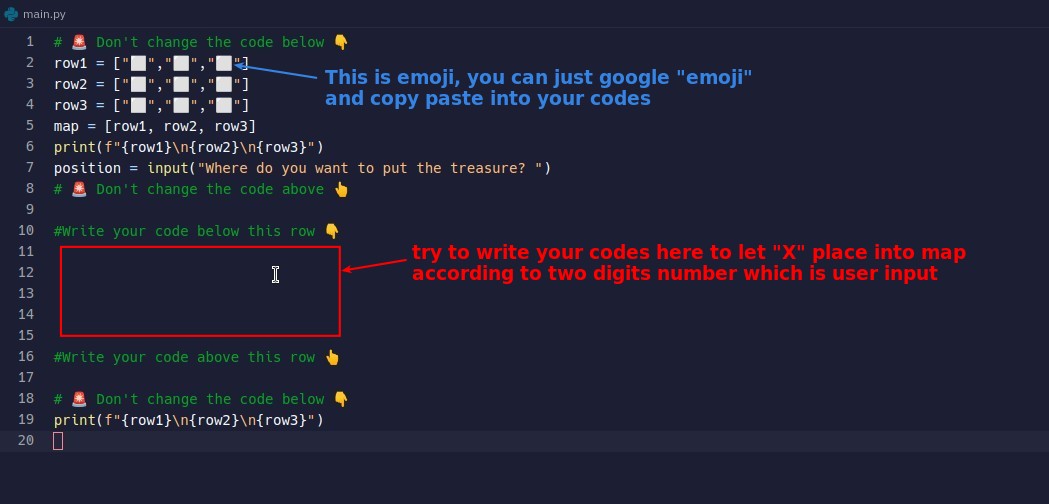 main.py
1 # 🚨 Don't change the code below 👇
2 row1 = ["⬜","⬜","⬜"]
This is emoji, you can just google "emoji"
and copy paste into your codes
3 row2 = ["⬜","⬜","⬜"]
4 row3 = ["⬜","⬜","⬜"]
5 map = [row1, row2, row3]
6 print(f"{row1}\n{row2}\n{row3}")
7 position = input("Where do you want to put the treasure? ")
8 # 🚨 Don't change the code above 👆
9
10 #Write your code below this row 👇
11
try to write your codes here to let "X" place into map
according to two digits number which is user input
12
13
14
15
16 #Write your code above this row 👆
17
18 # 🚨 Don't change the code below 👇
19 print(f"{row1}\n{row2}\n{row3}")
20